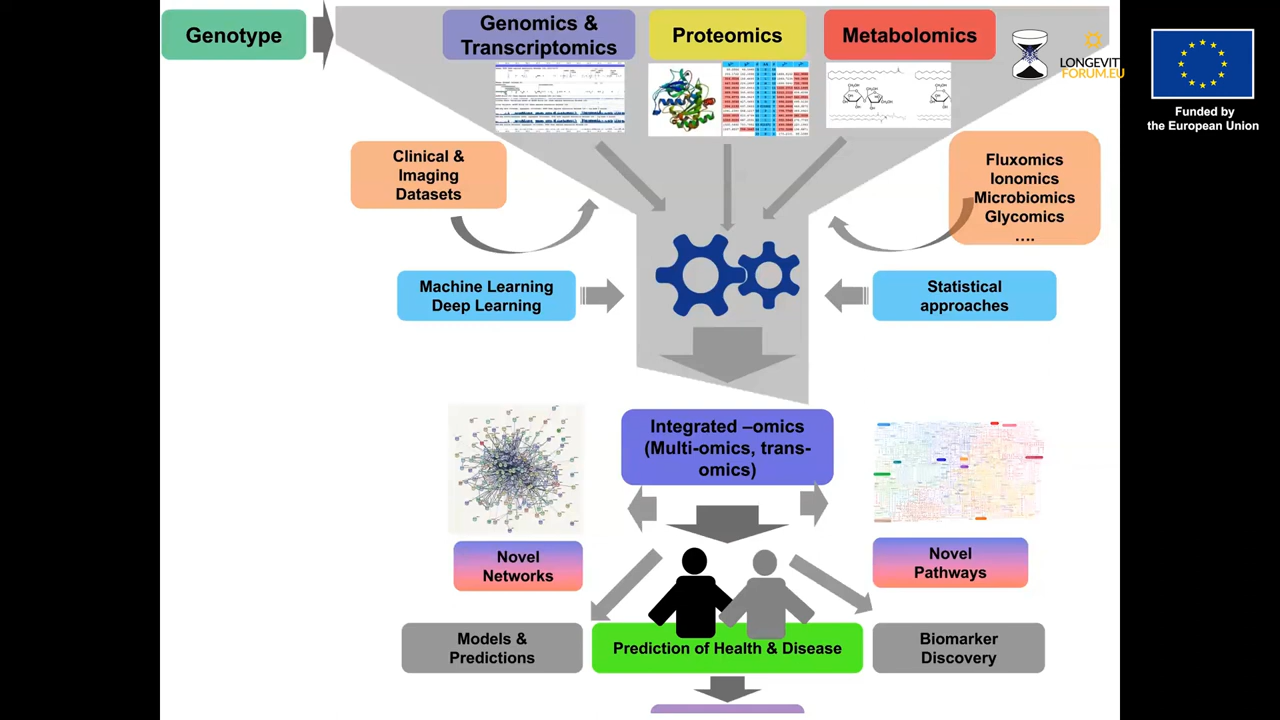 Genotype
Genomics &
Transcriptomics
Proteomics
Metabolomics
LONGEVIT
FORUM.EU
Funded by
the European Union
Clinical &
Imaging
Datasets
Fluxomics
Ionomics
Microbiomics
Glycomics
....
Machine Learning
Deep Learning
Statistical
approaches
Integrated –omics
(Multi-omics, trans-
omics)
Novel
Networks
Novel
Pathways
Models &
Predictions
Prediction of Health & Disease
Biomarker
Discovery